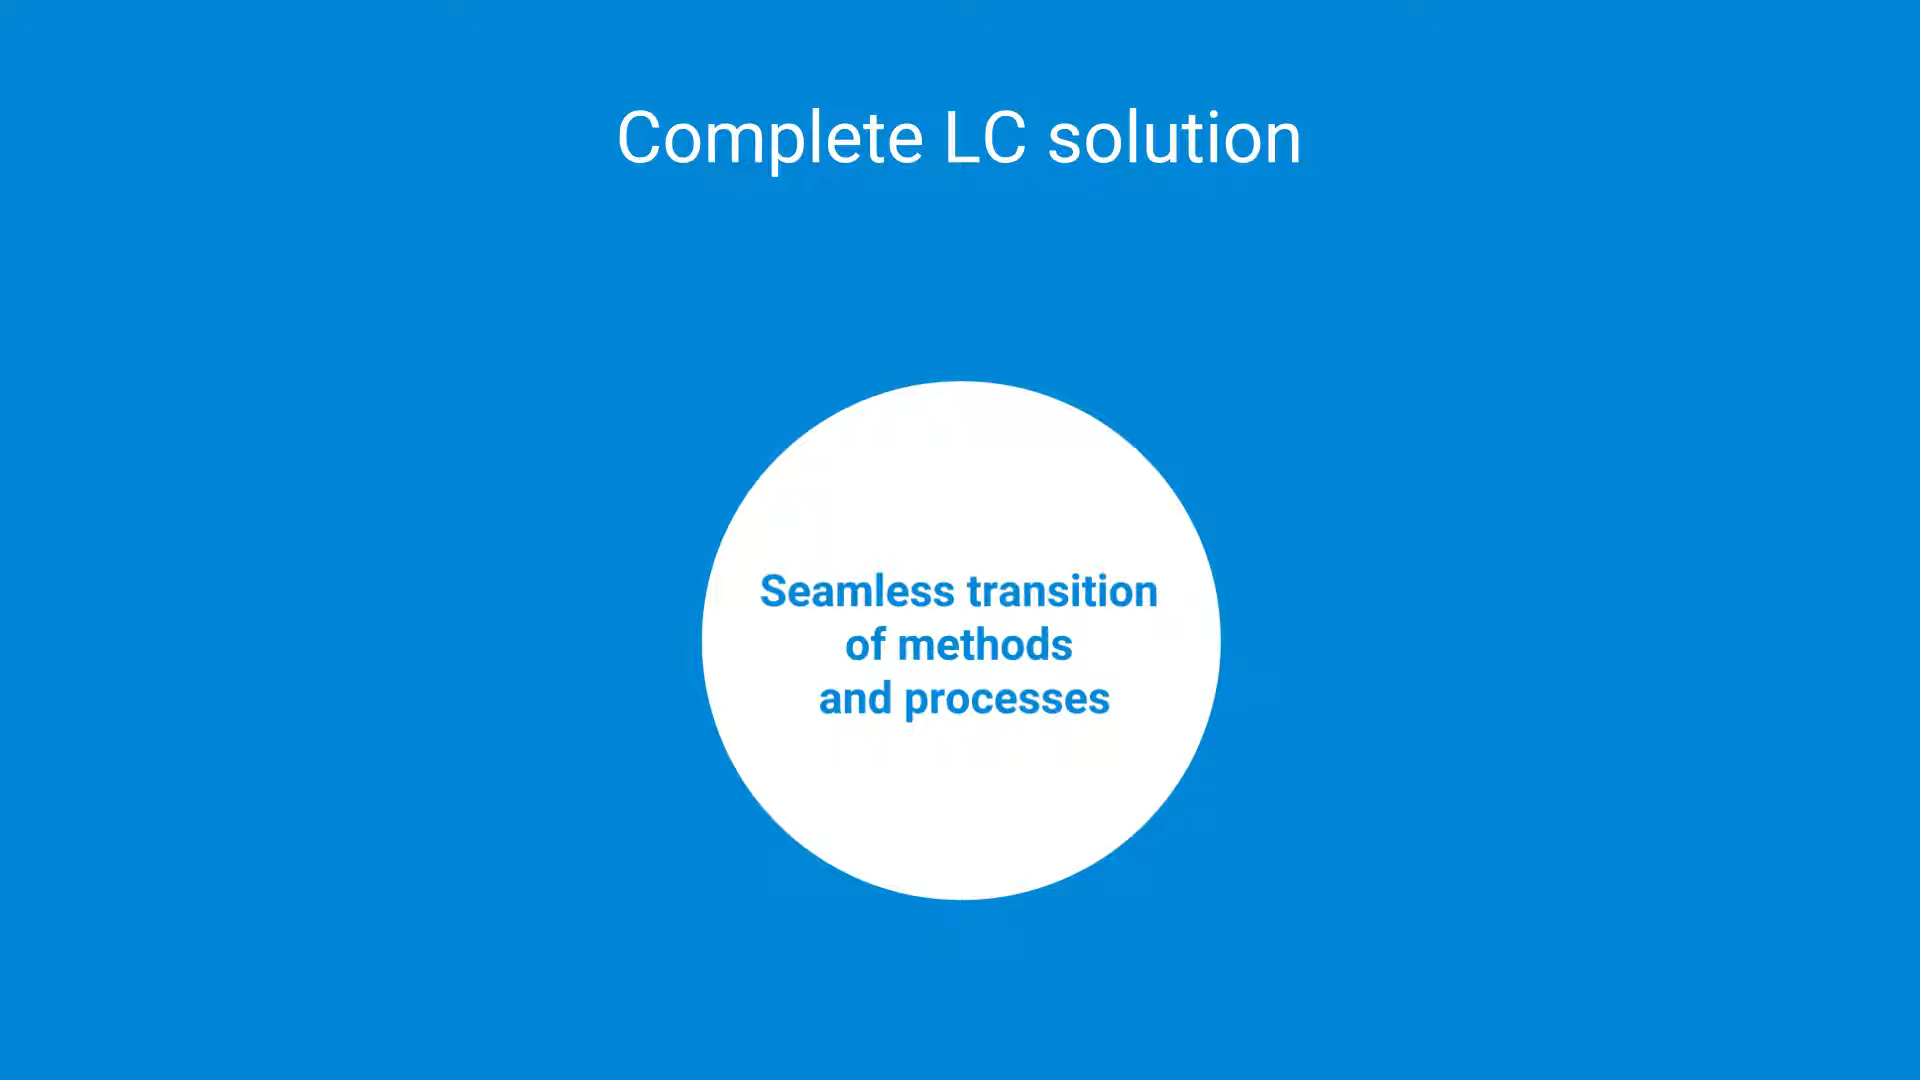 Complete LC solution
Seamless transition
of methods
and processes